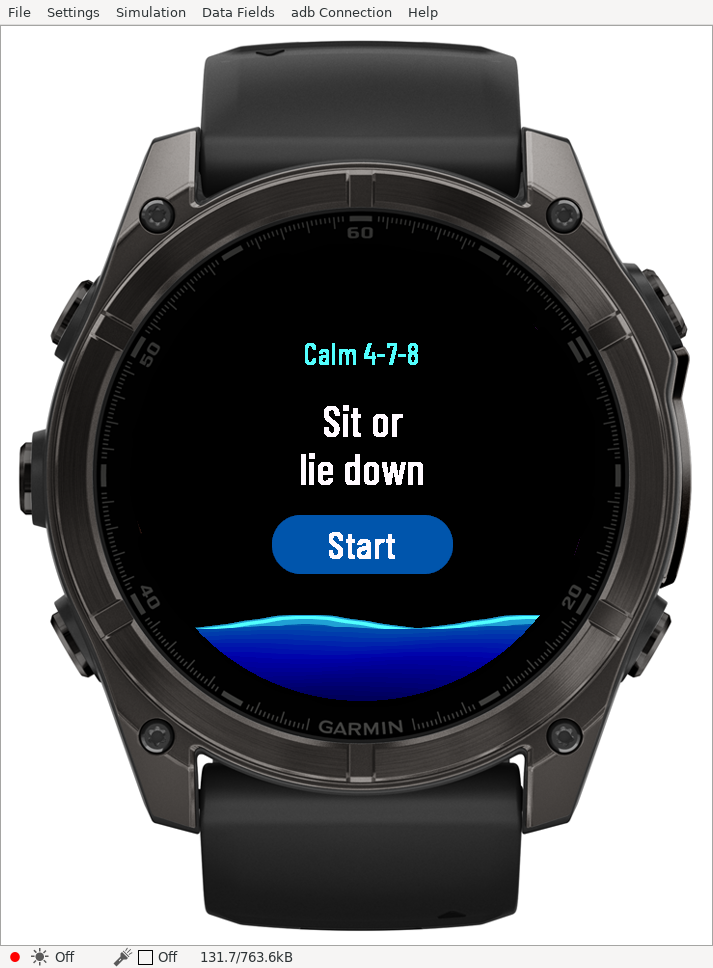 File Settings Simulation Data Fields adb Connection Help
60
50
Calm 4-7-8
Sit or
lie down
Start
40
20
GARMIN
Off Off 131.7/763.6kB